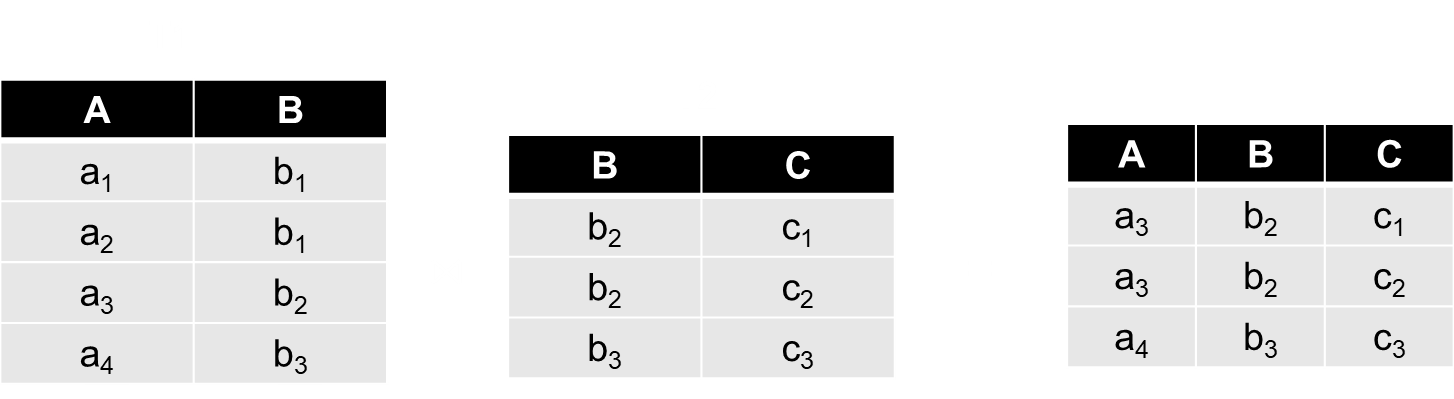 A B
a₁ b₁
a₂ b₁
a₃ b₂
a₄ b₃
B C
b₂ c₁
b₂ c₂
b₃ c₃
A B C
a₃ b₂ c₁
a₃ b₂ c₂
a₄ b₃ c₃